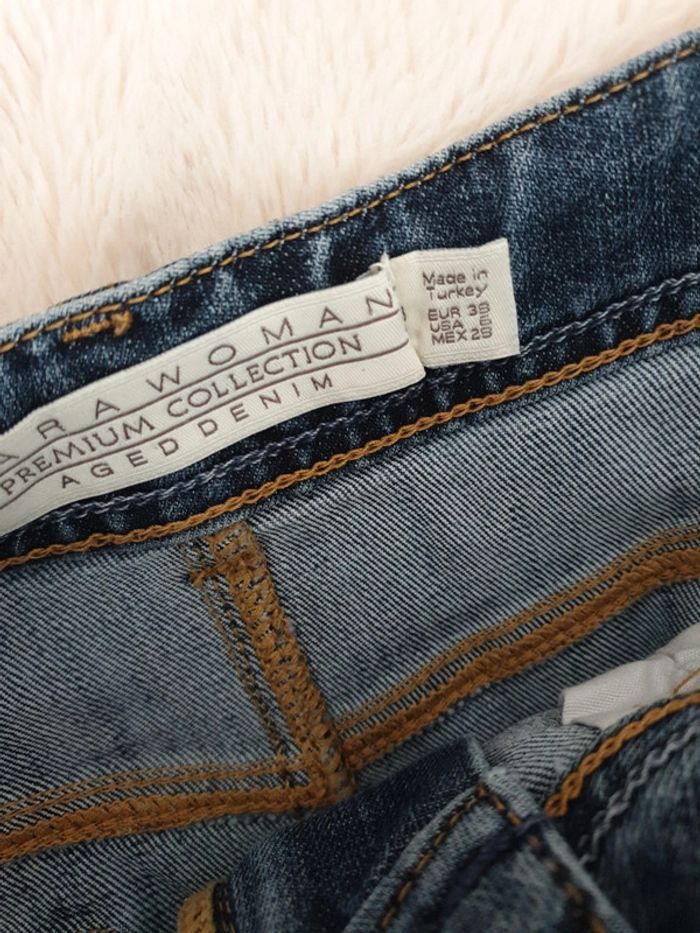 ARAWOMAN
PREMIUM COLLECTION
AGED DENIM
Made in
Turkey
EUR 38
USA 6
MEX 28